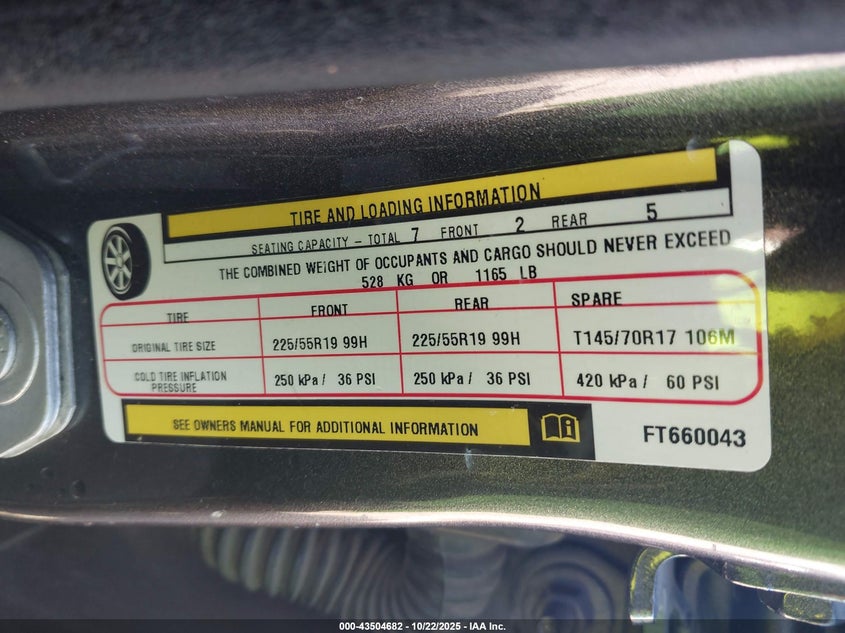 TIRE AND LOADING INFORMATION
SEATING CAPACITY – TOTAL 7 FRONT 2 REAR 5
THE COMBINED WEIGHT OF OCCUPANTS AND CARGO SHOULD NEVER EXCEED
528 KG OR 1165 LB
TIRE FRONT REAR SPARE
ORIGINAL TIRE SIZE 225/55R19 99H 225/55R19 99H T145/70R17 106M
COLD TIRE INFLATION PRESSURE 250 kPa / 36 PSI 250 kPa / 36 PSI 420 kPa / 60 PSI
SEE OWNERS MANUAL FOR ADDITIONAL INFORMATION
FT660043
000-43504682 - 10/22/2025 - IAA Inc.